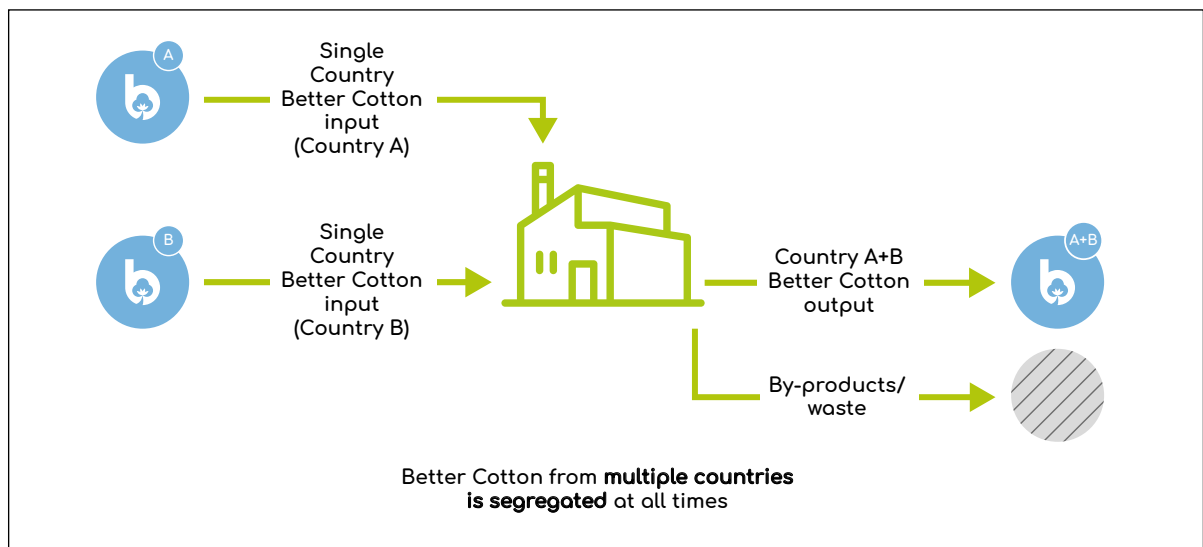 A
Single
Country
Better Cotton
input
(Country A)
B
Single
Country
Better Cotton
input
(Country B)
Country A+B
Better Cotton
output
A+B
By-products/
waste
Better Cotton from multiple countries
is segregated at all times